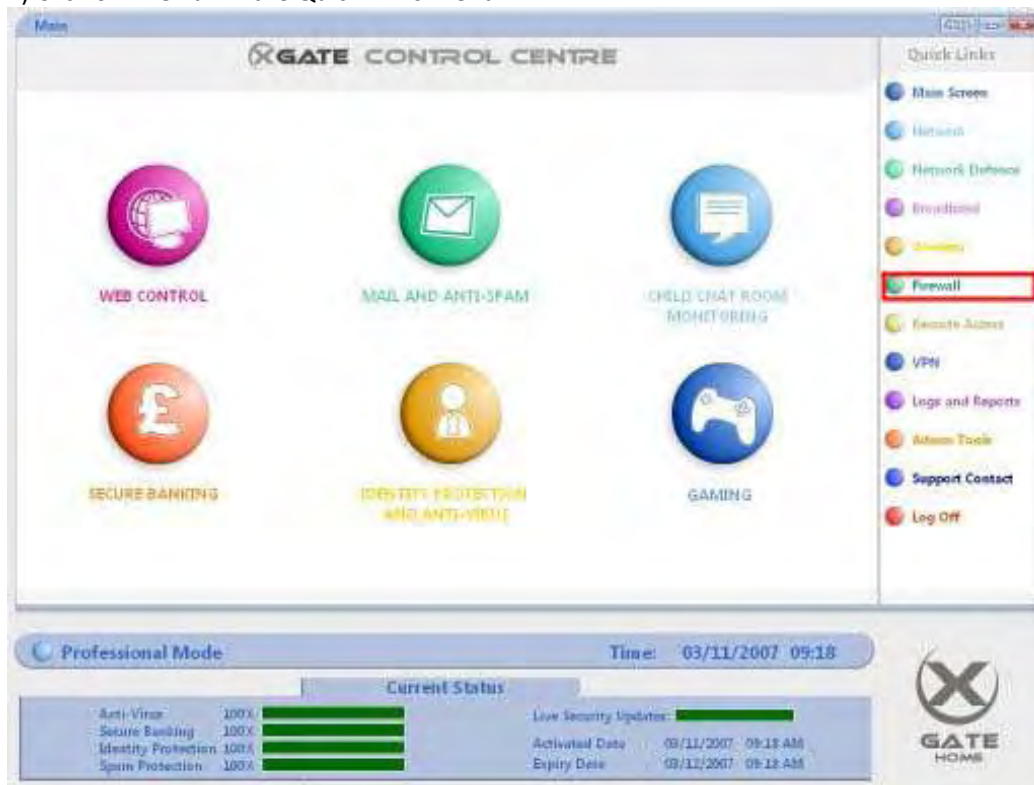 Main
XGATE CONTROL CENTRE
Quick Links
Main Screen
Network
Network Defence
Broadband
Wireless
Firewall
Remote Access
VPN
Logs and Reports
Admin Tools
Support Contact
Log Off
WEB CONTROL
MAIL AND ANTI-SPAM
CHILD CHAT ROOM
MONITORING
SECURE BANKING
IDENTITY PROTECTION
AND ANTI-VIRUS
GAMING
Professional Mode
Time: 03/11/2007 09:18
Current Status
Anti-Virus 100%
Secure Banking 100%
Identity Protection 100%
Spam Protection 100%
Live Security Updates:
Activated Date 03/11/2007 09:18 AM
Expiry Date 03/12/2007 09:18 AM
X
GATE
HOME